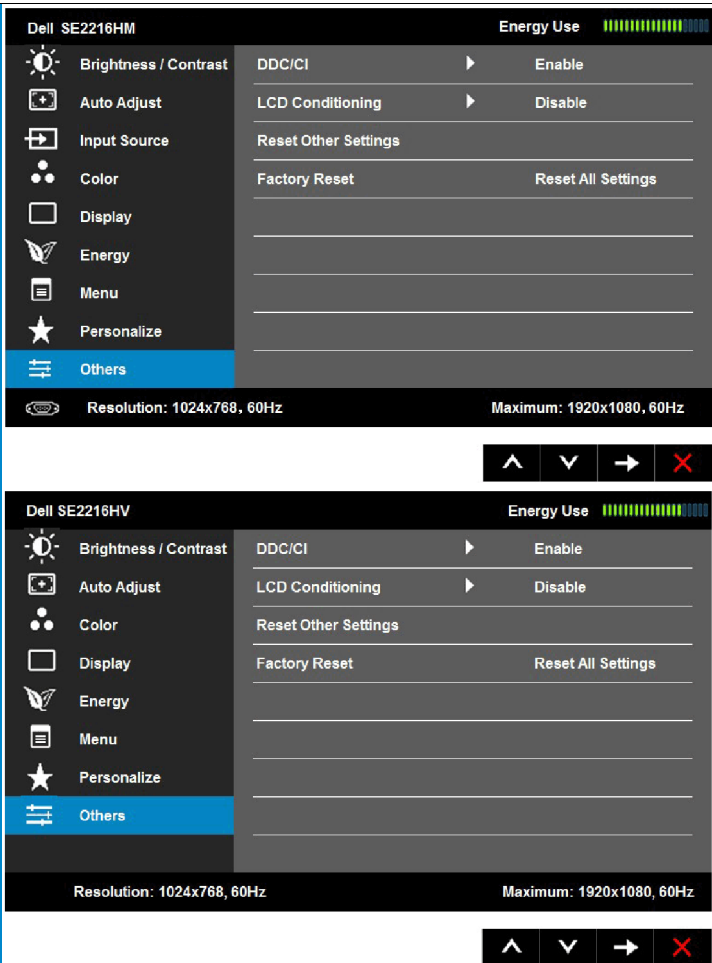 Dell SE2216HM Energy Use
Brightness / Contrast DDC/CI Enable
Auto Adjust LCD Conditioning Disable
Input Source Reset Other Settings
Color Factory Reset Reset All Settings
Display
Energy
Menu
Personalize
Others
Resolution: 1024x768, 60Hz Maximum: 1920x1080, 60Hz
Dell SE2216HV Energy Use
Brightness / Contrast DDC/CI Enable
Auto Adjust LCD Conditioning Disable
Color Reset Other Settings
Display Factory Reset Reset All Settings
Energy
Menu
Personalize
Others
Resolution: 1024x768, 60Hz Maximum: 1920x1080, 60Hz